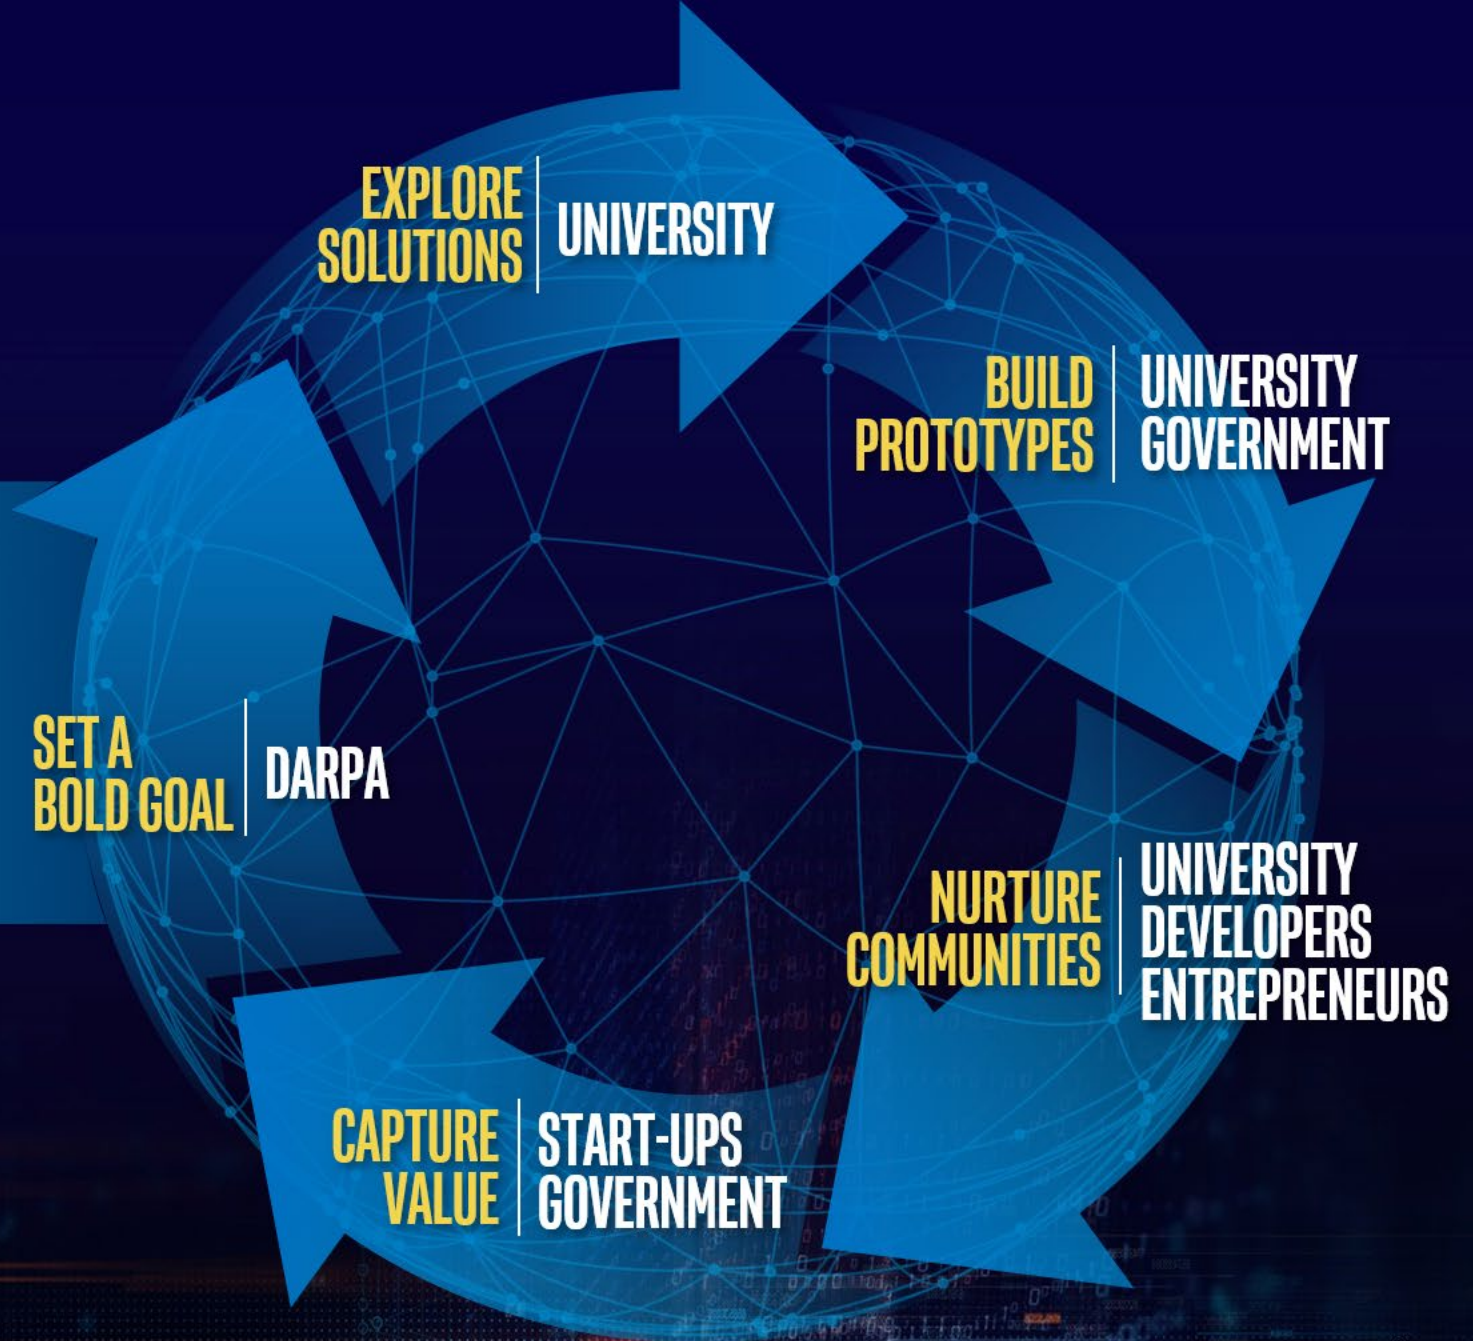 EXPLORE
SOLUTIONS
UNIVERSITY
BUILD
PROTOTYPES
UNIVERSITY
GOVERNMENT
SET A
BOLD GOAL
DARPA
NURTURE
COMMUNITIES
UNIVERSITY
DEVELOPERS
ENTREPRENEURS
CAPTURE
VALUE
START-UPS
GOVERNMENT